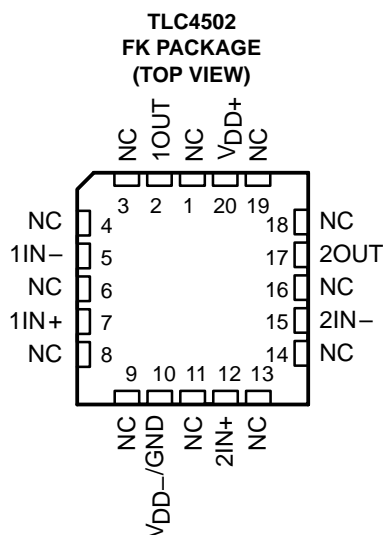 TLC4502
FK PACKAGE
(TOP VIEW)
NC
1OUT
NC
VDD+
NC
3
2
1
20
19
NC 4
18 NC
1IN− 5
17 2OUT
NC 6
16 NC
1IN+ 7
15 2IN−
NC 8
14 NC
9
10
11
12
13
NC
VDD−/GND
NC
2IN+
NC